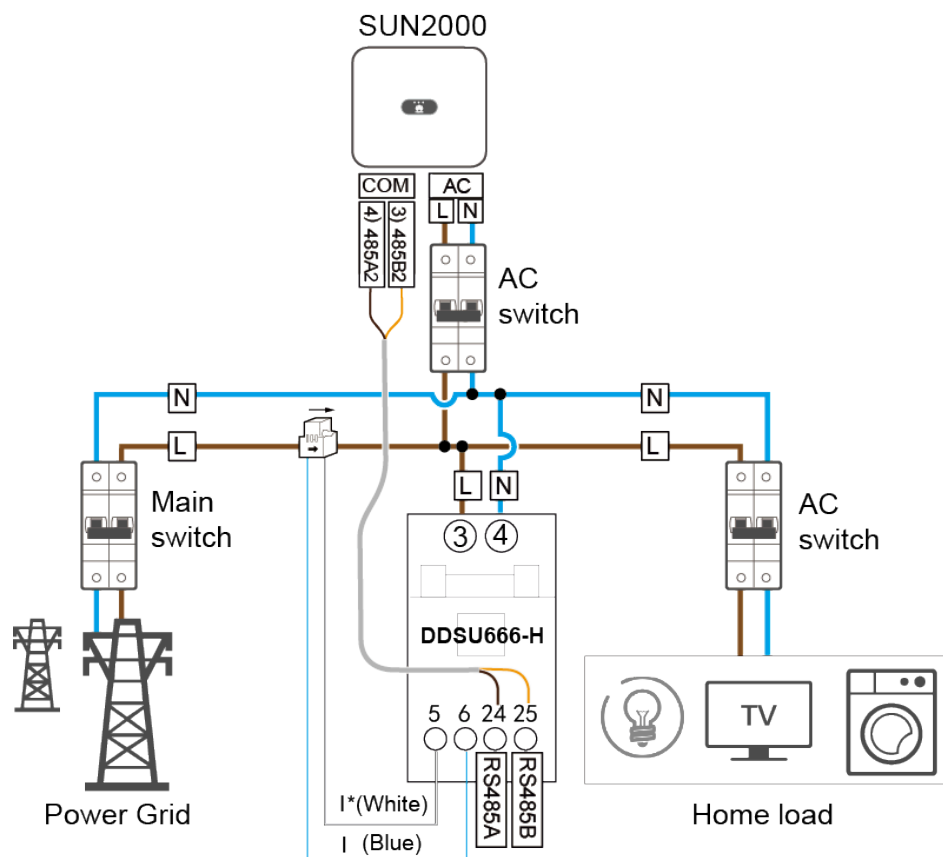 SUN2000
COM
AC
4) 485A2
3) 485B2
L
N
AC
switch
N
N
L
L
L
N
Main
switch
AC
switch
3
4
DDSU666-H
TV
5
6
24
25
RS485A
RS485B
Power Grid
I*(White)
I (Blue)
Home load